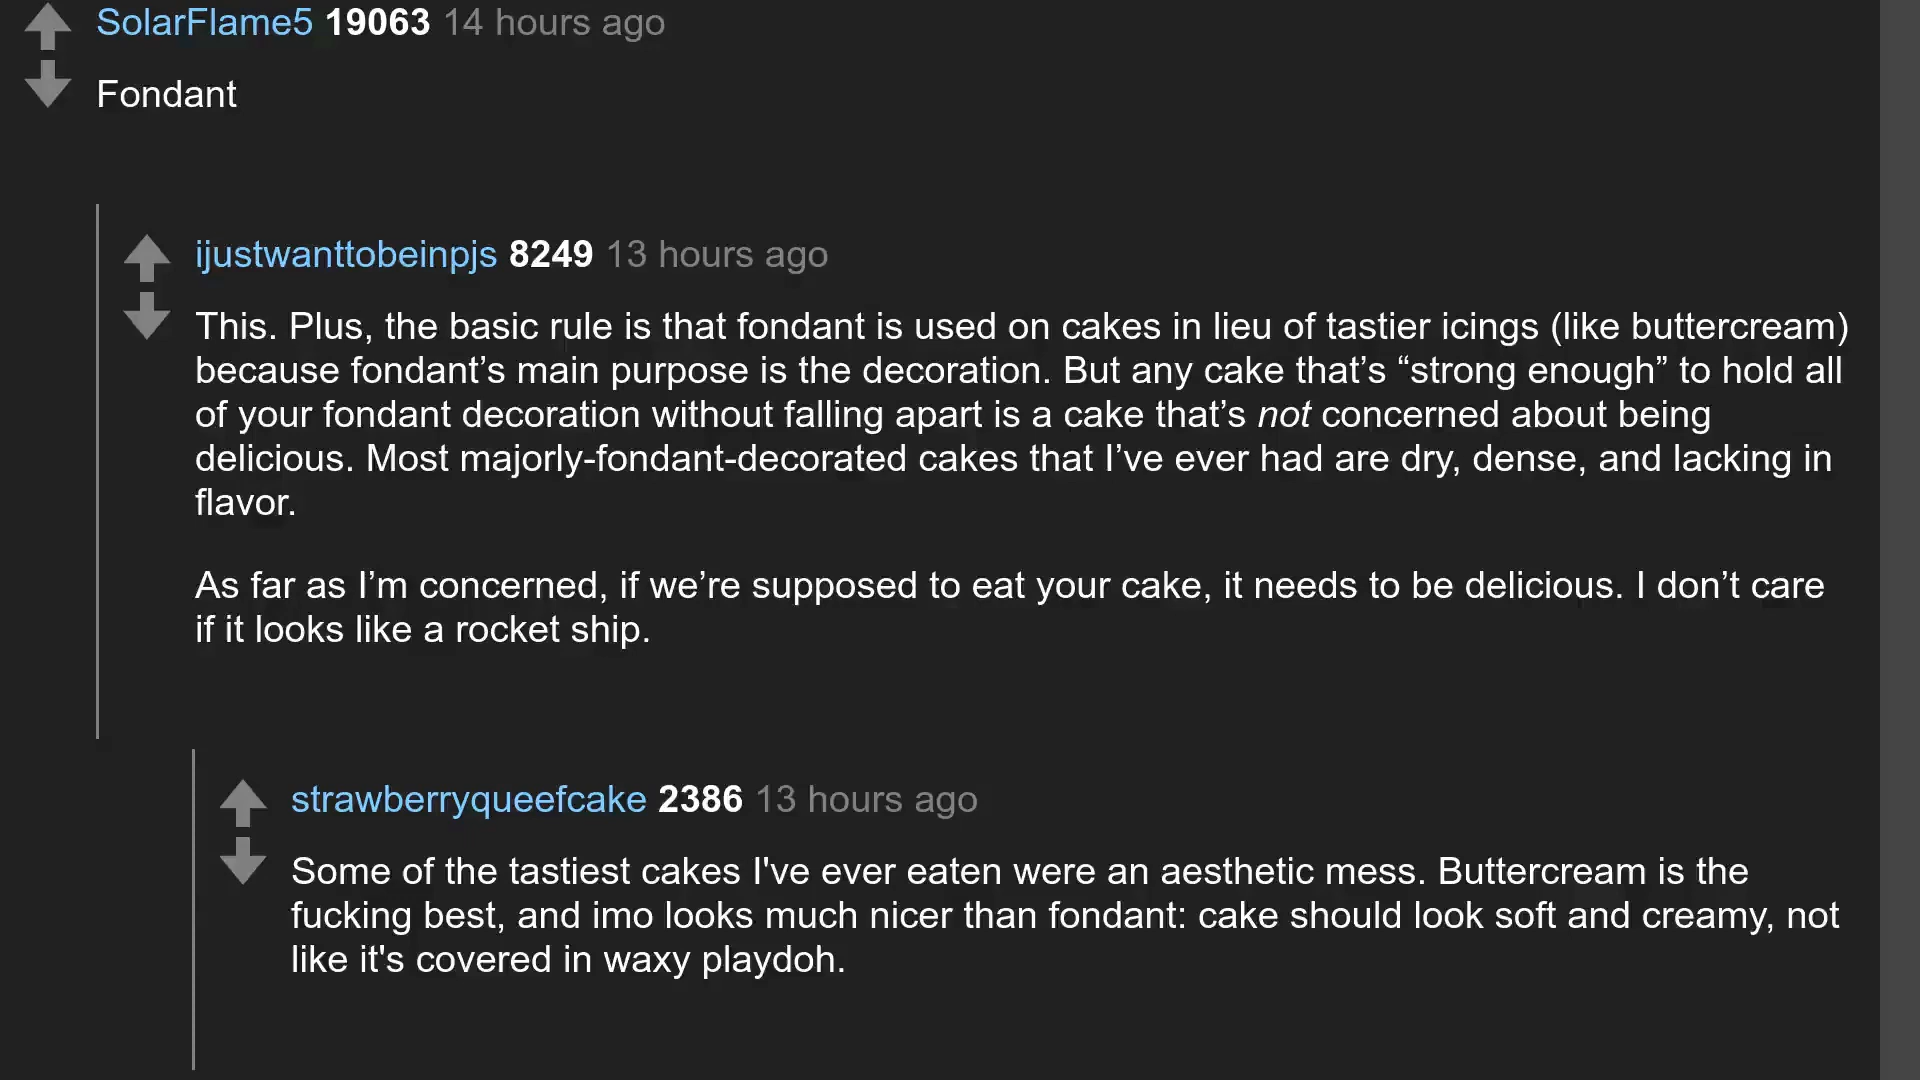 SolarFlame5 19063 14 hours ago
Fondant
ijustwanttobeinpjs 8249 13 hours ago
This. Plus, the basic rule is that fondant is used on cakes in lieu of tastier icings (like buttercream)
because fondant’s main purpose is the decoration. But any cake that’s “strong enough” to hold all
of your fondant decoration without falling apart is a cake that’s not concerned about being
delicious. Most majorly-fondant-decorated cakes that I’ve ever had are dry, dense, and lacking in
flavor.
As far as I’m concerned, if we’re supposed to eat your cake, it needs to be delicious. I don’t care
if it looks like a rocket ship.
strawberryqueefcake 2386 13 hours ago
Some of the tastiest cakes I've ever eaten were an aesthetic mess. Buttercream is the
fucking best, and imo looks much nicer than fondant: cake should look soft and creamy, not
like it's covered in waxy playdoh.